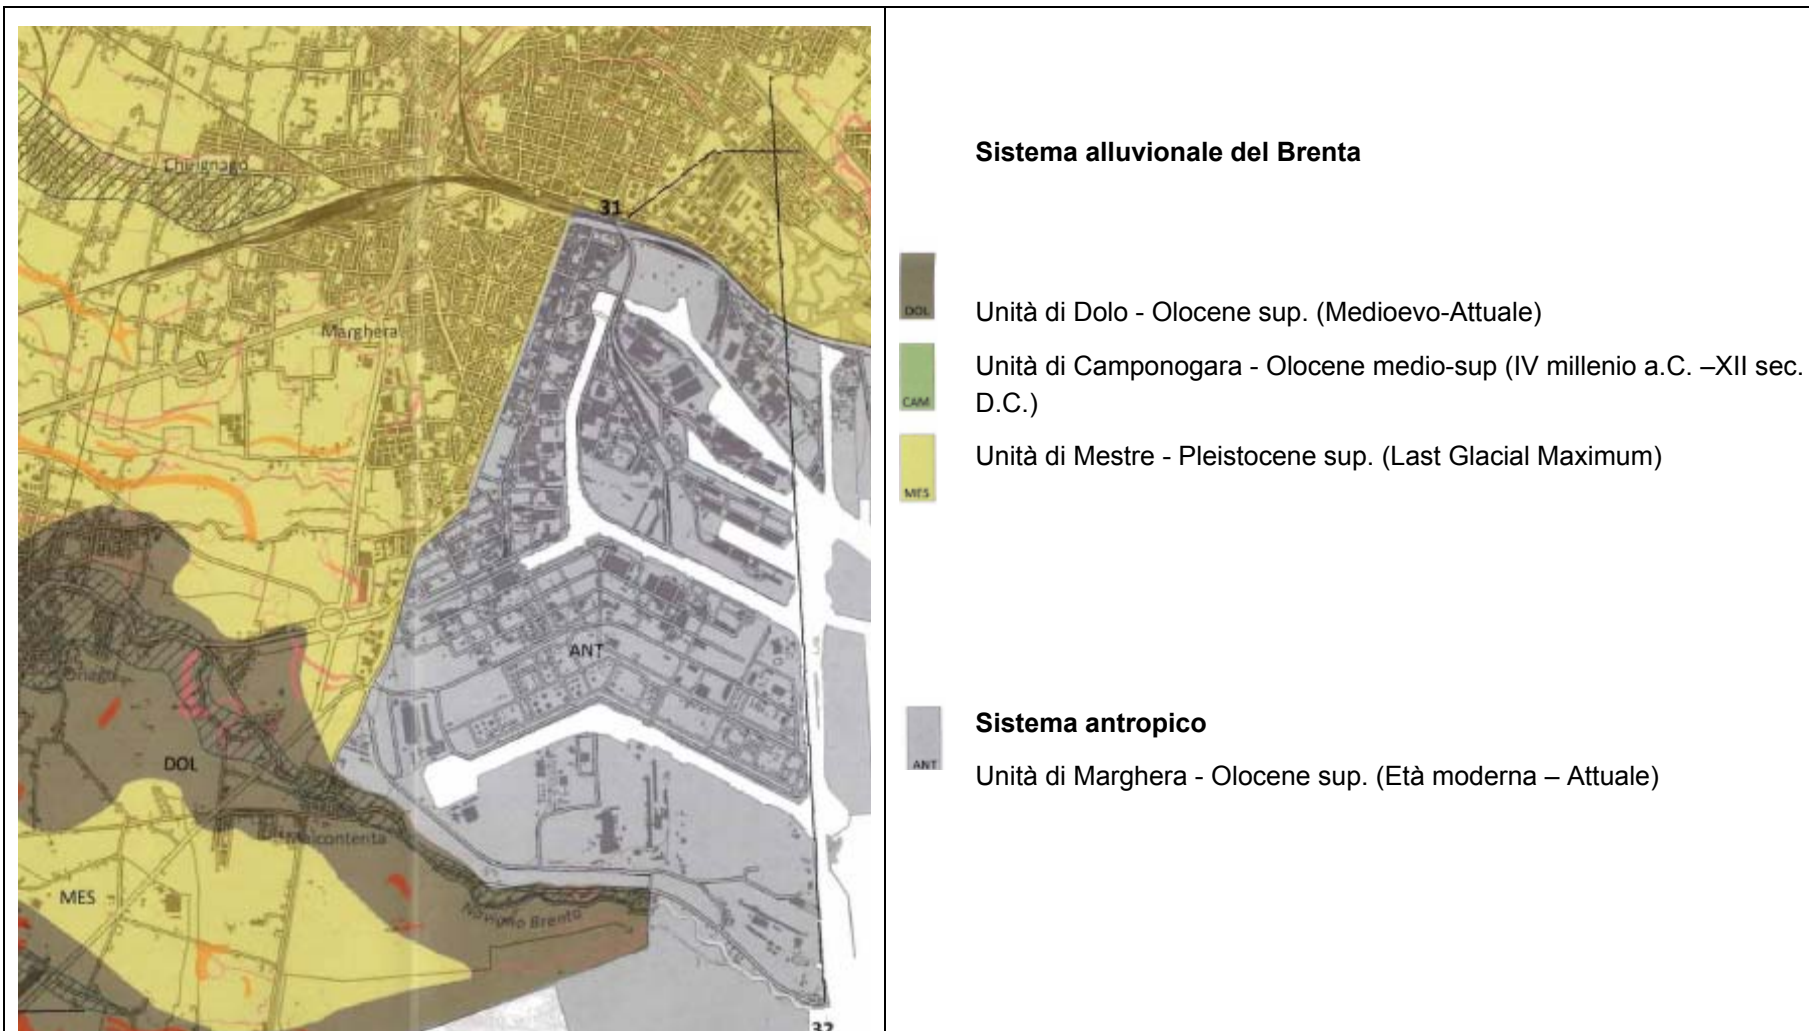 Chirignago
31
Marghera
ANT
Oriago
DOL
Malcontenta
MES
Naviglio Brenta
32
Sistema alluvionale del Brenta
DOL
Unità di Dolo - Olocene sup. (Medioevo-Attuale)
CAM
Unità di Camponogara - Olocene medio-sup (IV millenio a.C. –XII sec.
D.C.)
MES
Unità di Mestre - Pleistocene sup. (Last Glacial Maximum)
Sistema antropico
ANT
Unità di Marghera - Olocene sup. (Età moderna – Attuale)